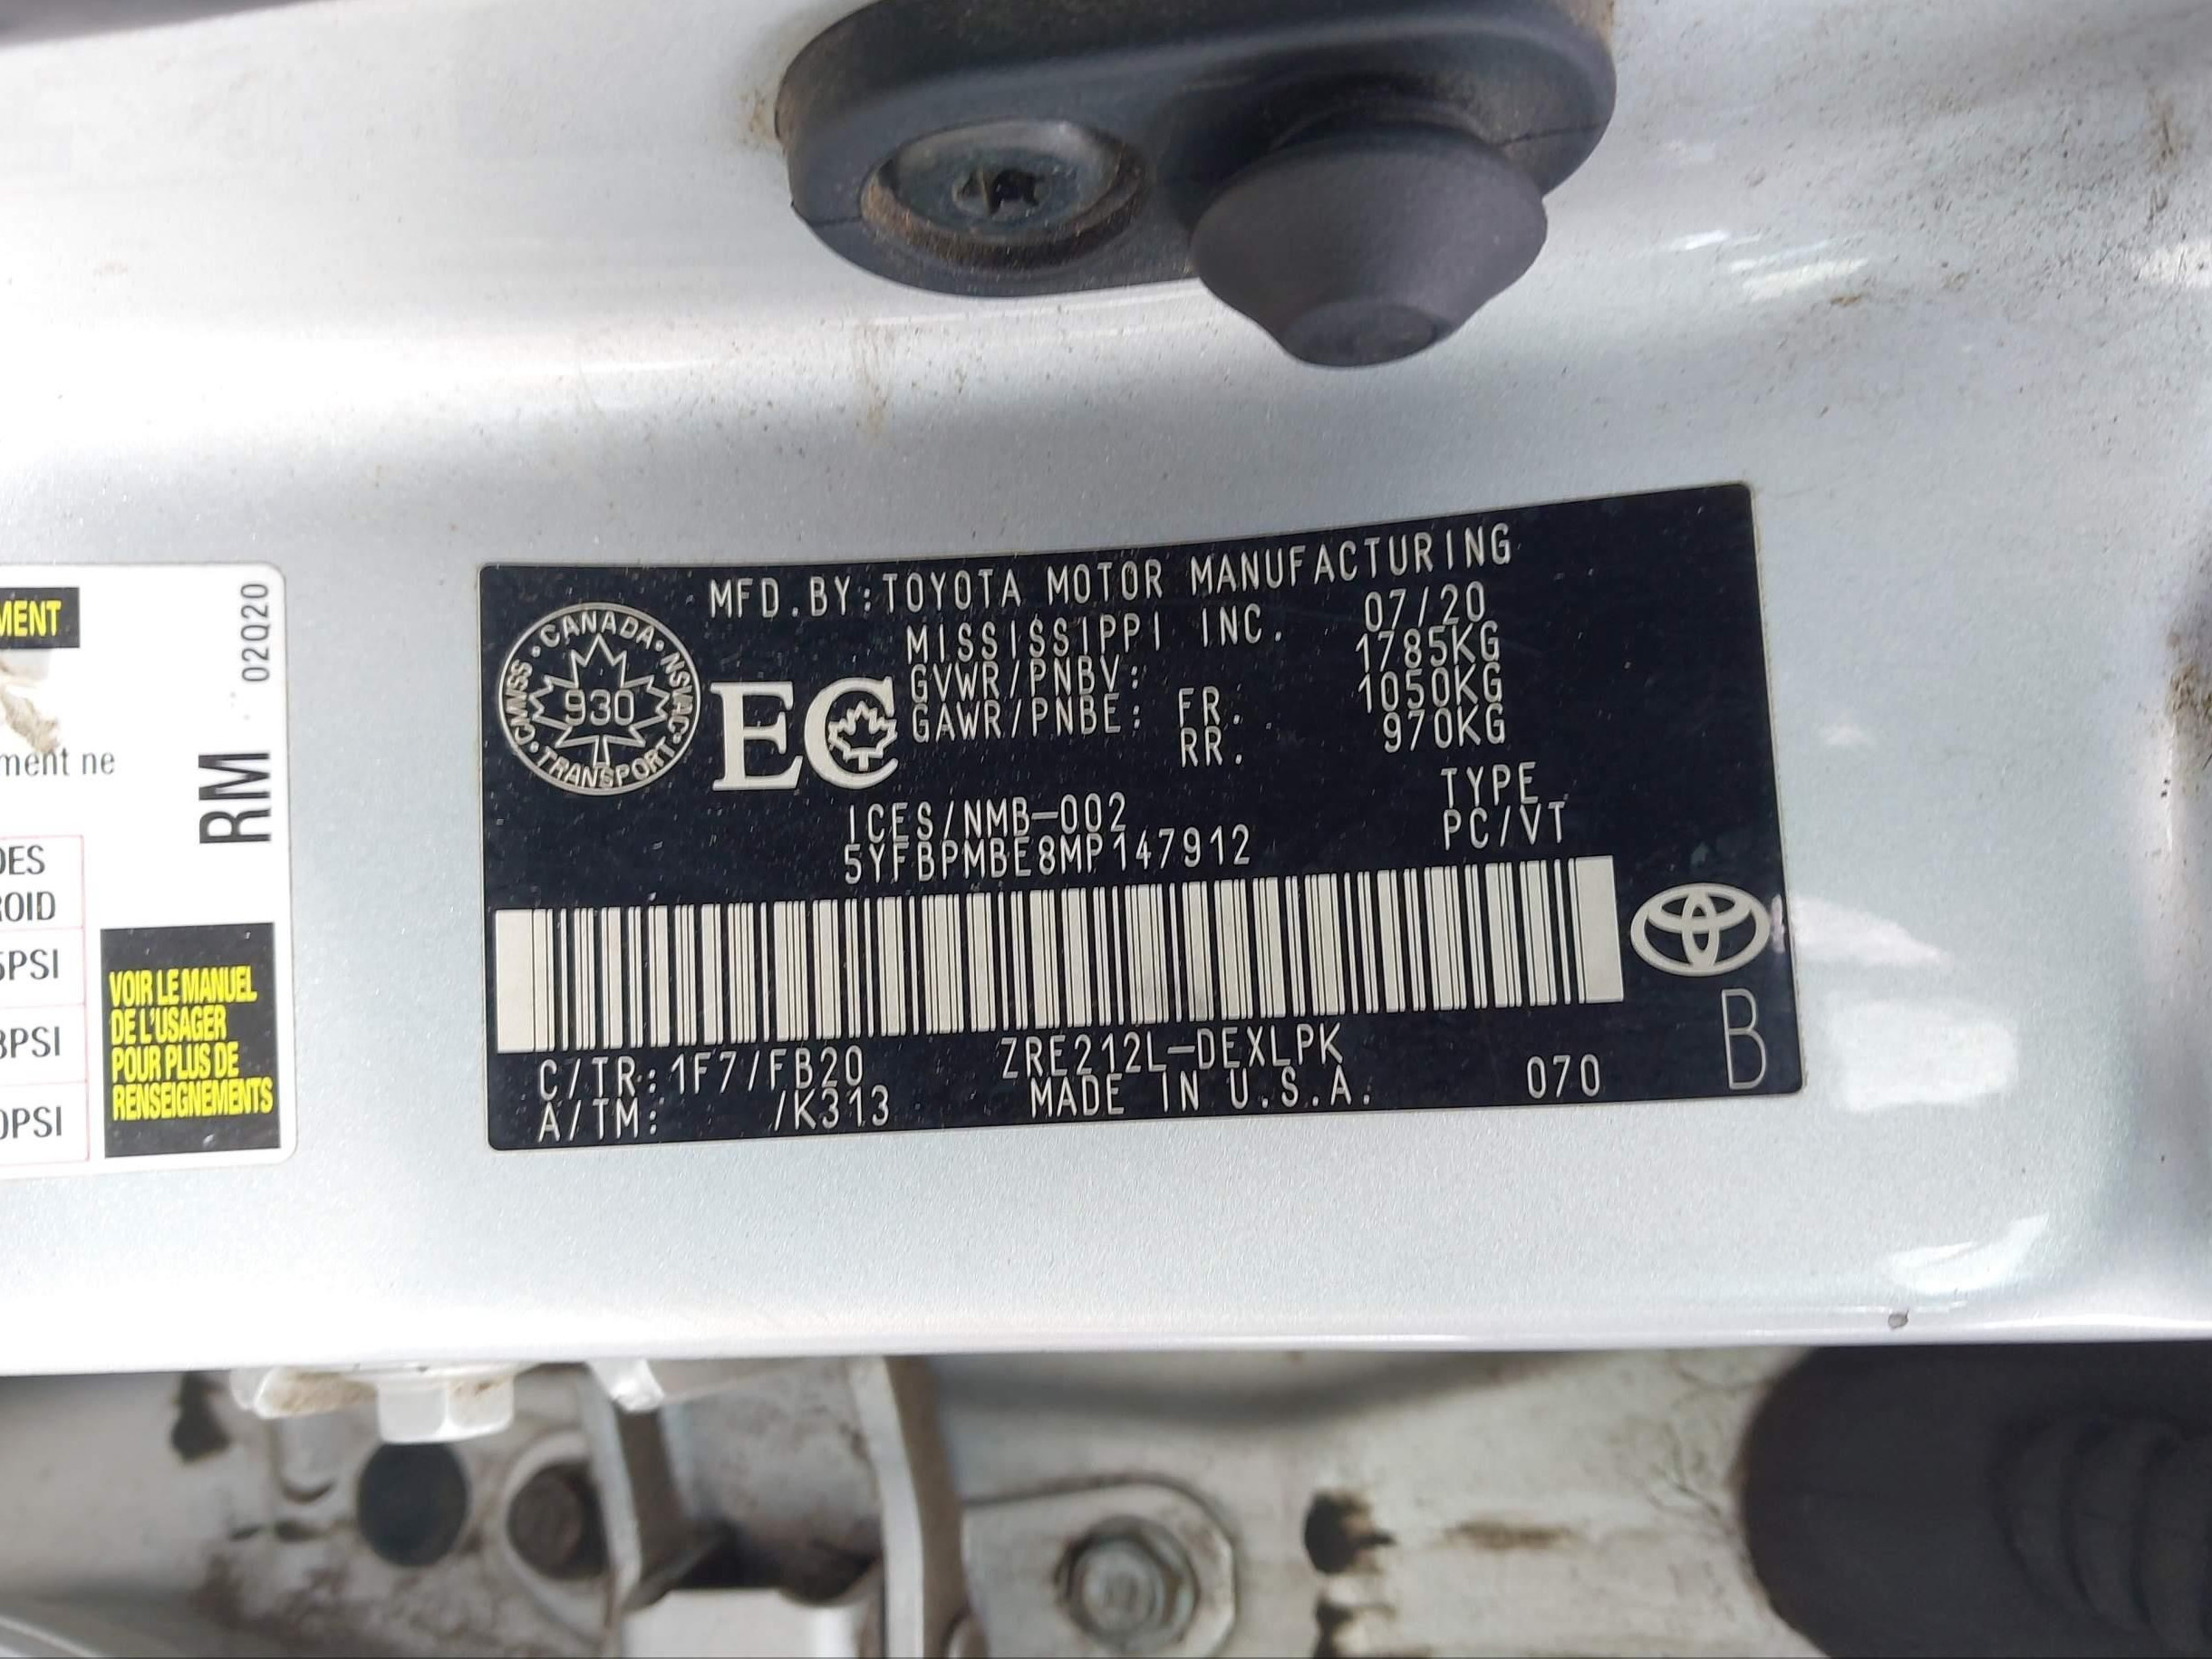 MENT
02Q20
ment ne
RM
DES
ROID
5PSI
8PSI
0PSI
VOIR LE MANUEL
DE L'USAGER
POUR PLUS DE
RENSEIGNEMENTS
MFD.BY:TOYOTA MOTOR MANUFACTURING
MISSISSIPPI INC. 07/20
GVWR/PNBV: 1785KG
GAWR/PNBE: FR. 1050KG
RR. 970KG
CANADA
NSVAC
TRANSPORT
CMVSS
930
EC
ICES/NMB-002
TYPE
5YFBPMBE8MP147912
PC/VT
C/TR:1F7/FB20
A/TM: /K313
ZRE212L-DEXLPK
MADE IN U.S.A.
070
B